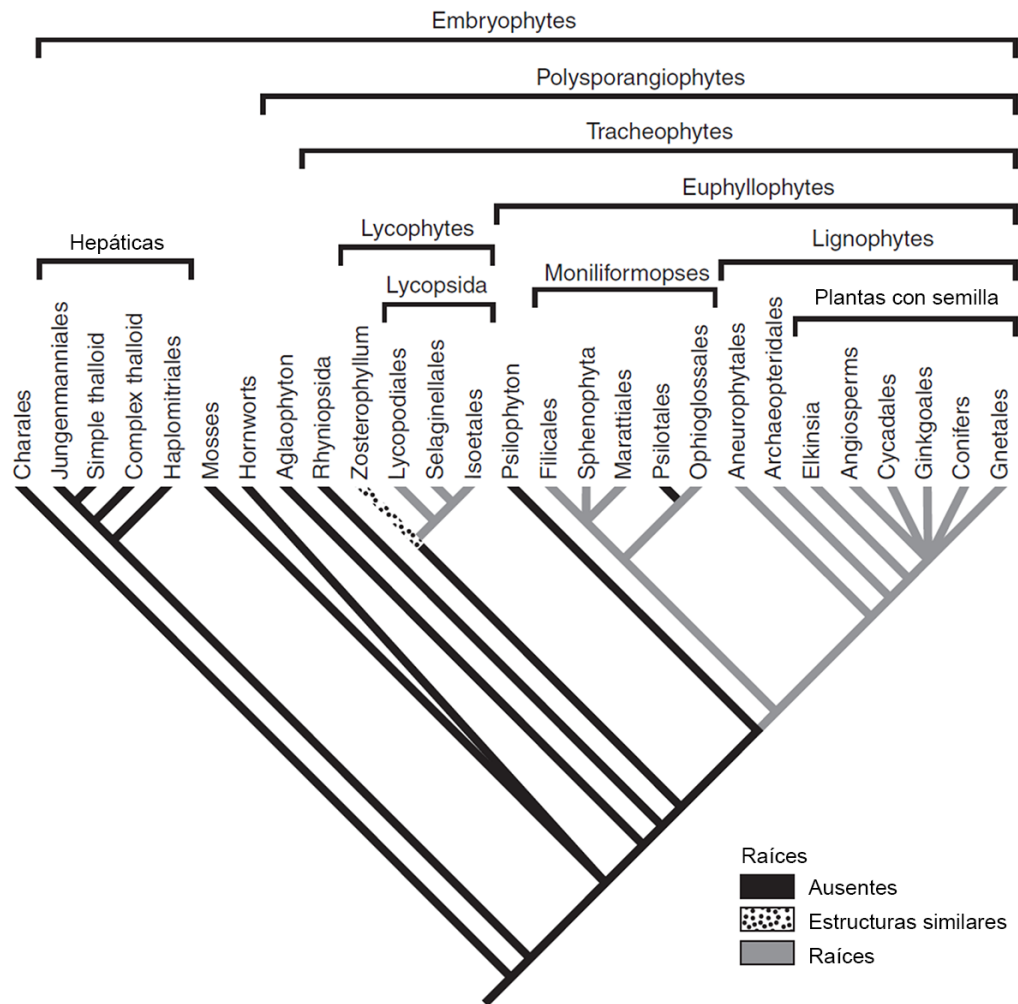 Embryophytes
Polysporangiophytes
Tracheophytes
Euphyllophytes
Lycophytes
Lignophytes
Hepáticas
Moniliformopses
Lycopsida
Plantas con semilla
Charales
Jungenmanniales
Simple thalloid
Complex thalloid
Haplomitriales
Mosses
Hornworts
Aglaophyton
Rhyniopsida
Zosterophyllum
Lycopodiales
Selaginellales
Isoetales
Psilophyton
Filicales
Sphenophyta
Marattiales
Psilotales
Ophioglossales
Aneurophytales
Archaeopteridales
Elkinsia
Angiosperms
Cycadales
Ginkgoales
Conifers
Gnetales
Raíces
Ausentes
Estructuras similares
Raíces